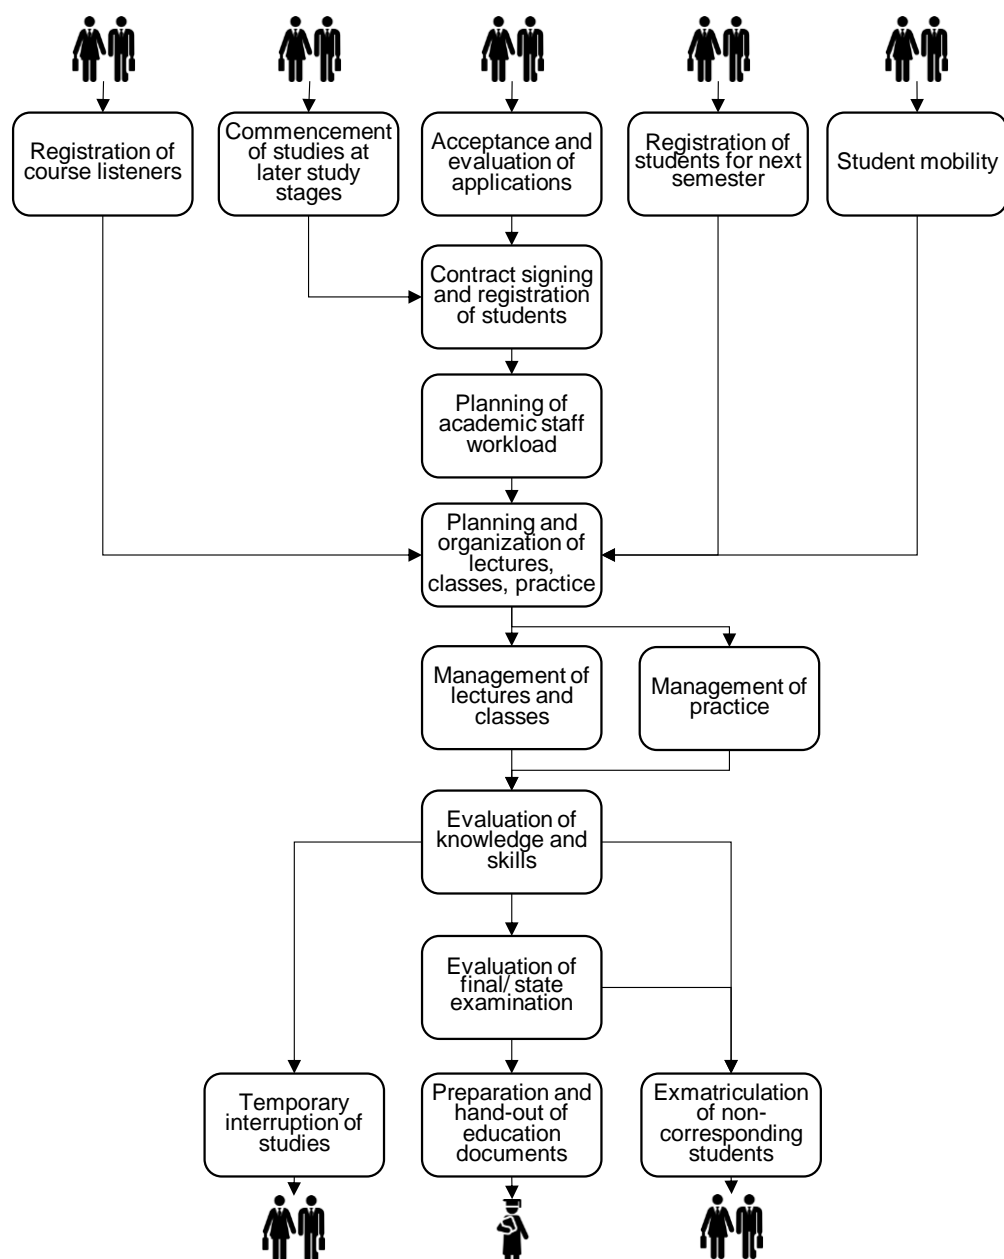 Registration of
course listeners
Commencement
of studies at
later study
stages
Acceptance and
evaluation of
applications
Registration of
students for next
semester
Student mobility
Contract signing
and registration
of students
Planning of
academic staff
workload
Planning and
organization of
lectures,
classes, practice
Management of
lectures and
classes
Management of
practice
Evaluation of
knowledge and
skills
Evaluation of
final/ state
examination
Temporary
interruption of
studies
Preparation and
hand-out of
education
documents
Exmatriculation
of non-
corresponding
students